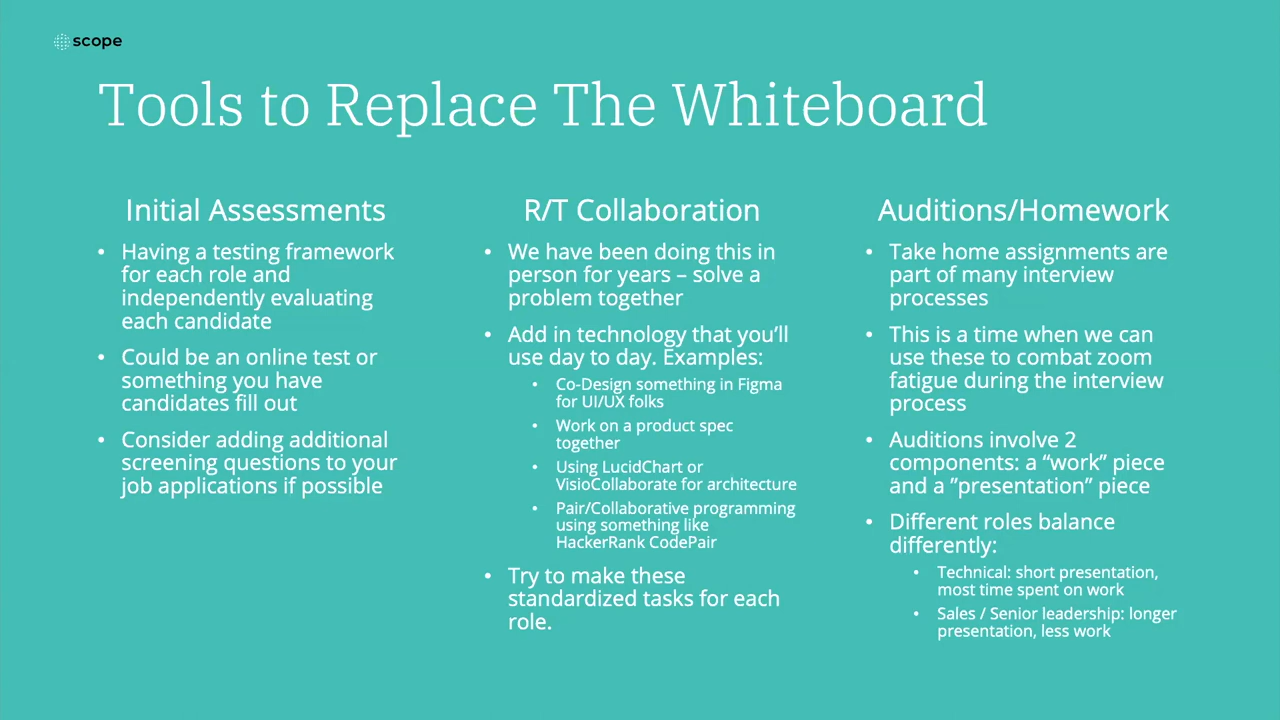 scope
Tools to Replace The Whiteboard
Initial Assessments
• Having a testing framework
for each role and
independently evaluating
each candidate
• Could be an online test or
something you have
candidates fill out
• Consider adding additional
screening questions to your
job applications if possible
R/T Collaboration
• We have been doing this in
person for years – solve a
problem together
• Add in technology that you’ll
use day to day. Examples:
• Co-Design something in Figma
for UI/UX folks
• Work on a product spec
together
• Using LucidChart or
VisioCollaborate for architecture
• Pair/Collaborative programming
using something like
HackerRank CodePair
• Try to make these
standardized tasks for each
role.
Auditions/Homework
• Take home assignments are
part of many interview
processes
• This is a time when we can
use these to combat zoom
fatigue during the interview
process
• Auditions involve 2
components: a “work” piece
and a ”presentation” piece
• Different roles balance
differently:
• Technical: short presentation,
most time spent on work
• Sales / Senior leadership: longer
presentation, less work